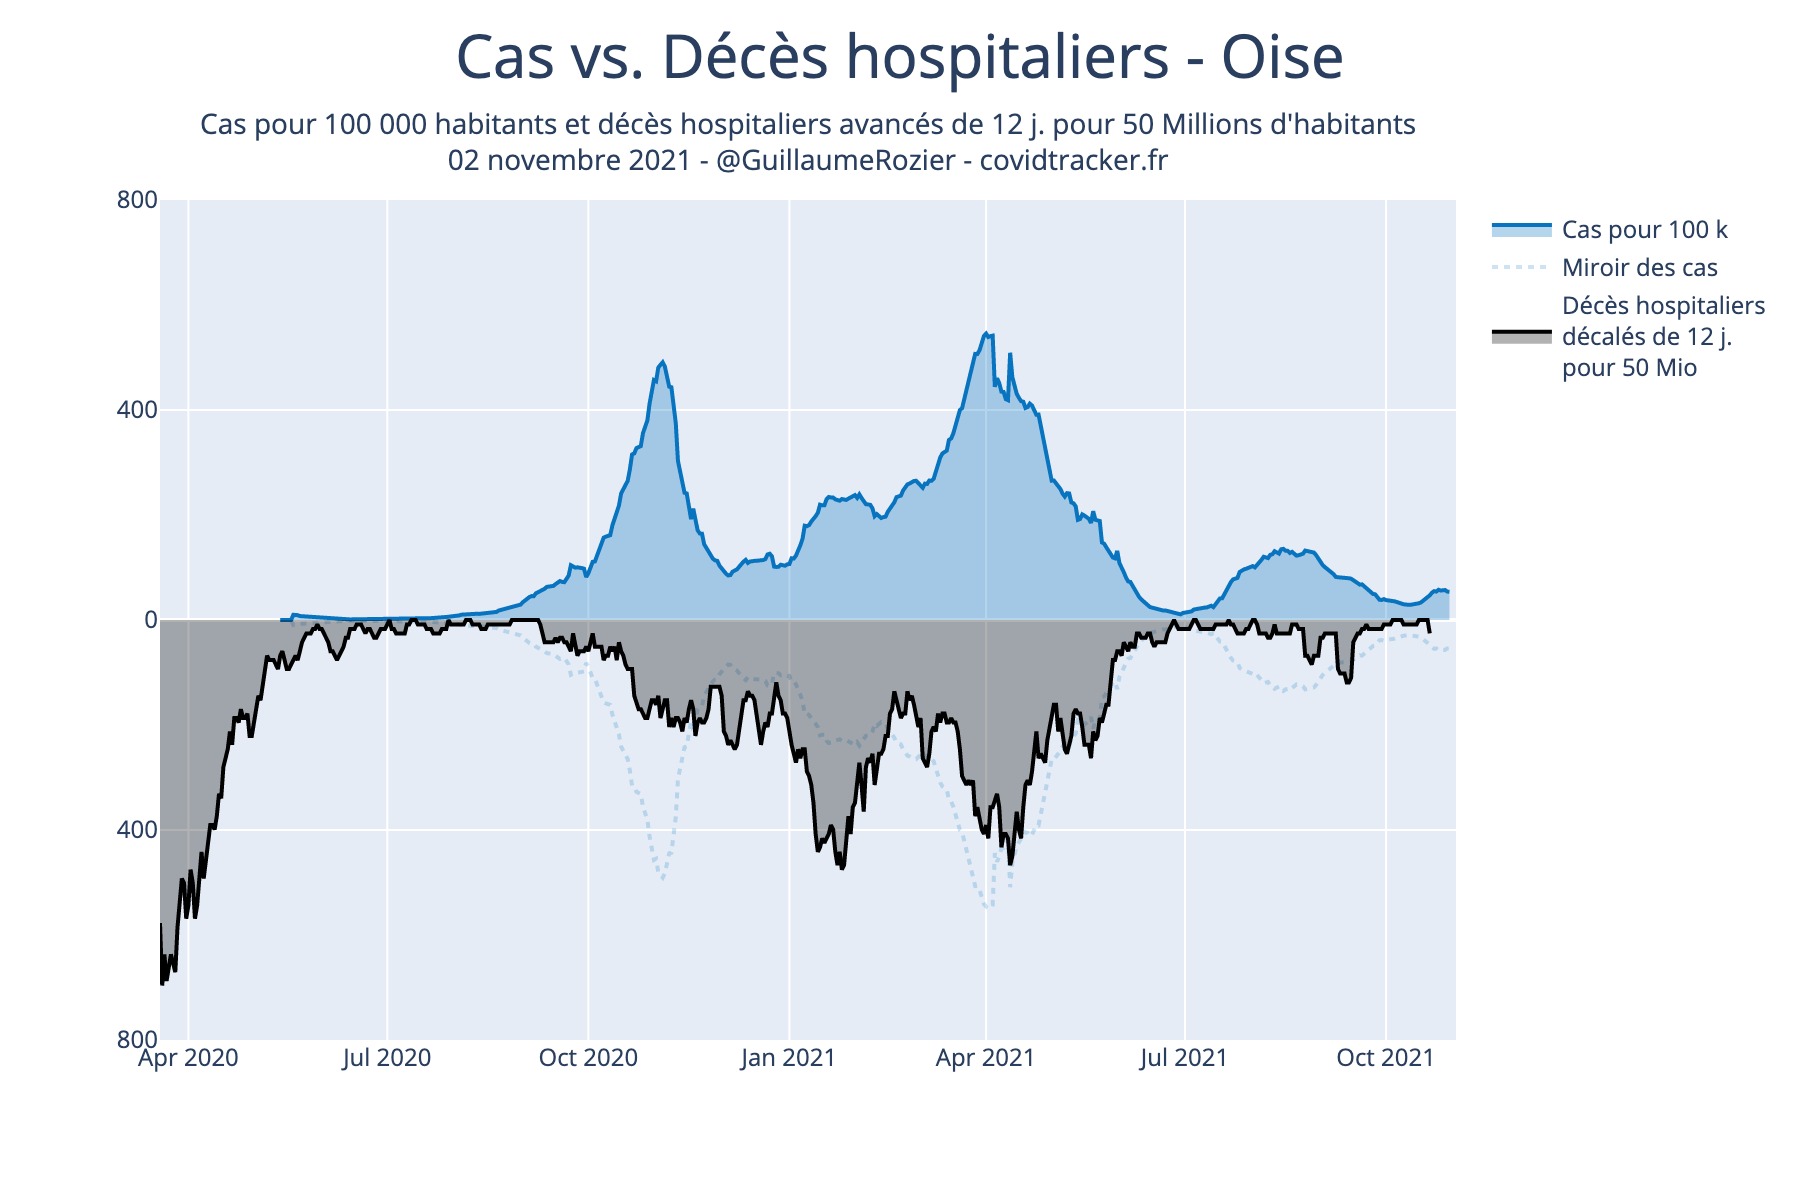 Cas vs. Décès hospitaliers - Oise
Cas pour 100 000 habitants et décès hospitaliers avancés de 12 j. pour 50 Millions d'habitants
02 novembre 2021 - @GuillaumeRozier - covidtracker.fr
800
400
0
400
800
Apr 2020 Jul 2020 Oct 2020 Jan 2021 Apr 2021 Jul 2021 Oct 2021
Cas pour 100 k
Miroir des cas
Décès hospitaliers
décalés de 12 j.
pour 50 Mio